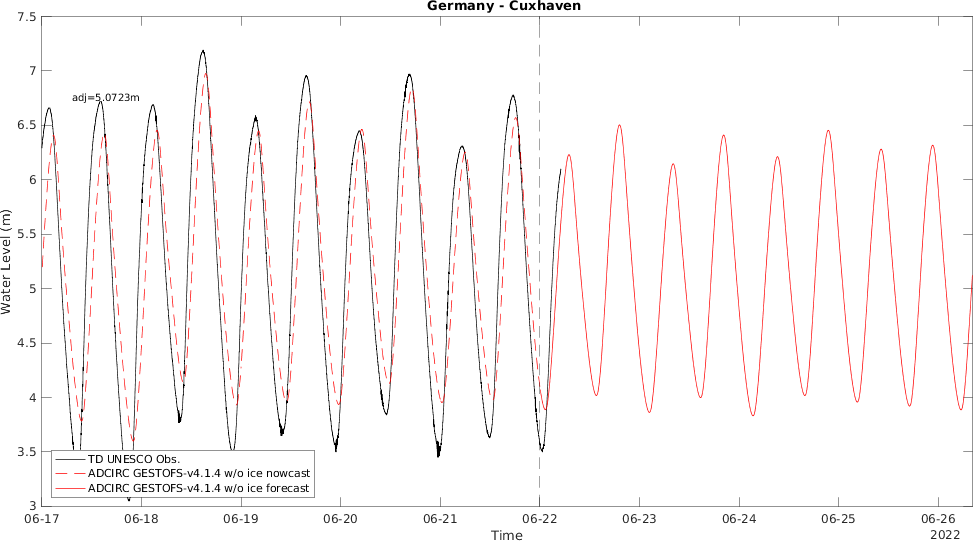 Germany - Cuxhaven
7.5
7
6.5
6
5.5
5
4.5
4
3.5
3
Water Level (m)
adj=5.0723m
TD UNESCO Obs.
ADCIRC GESTOFS-v4.1.4 w/o ice nowcast
ADCIRC GESTOFS-v4.1.4 w/o ice forecast
06-17 06-18 06-19 06-20 06-21 06-22 06-23 06-24 06-25 06-26
Time
2022